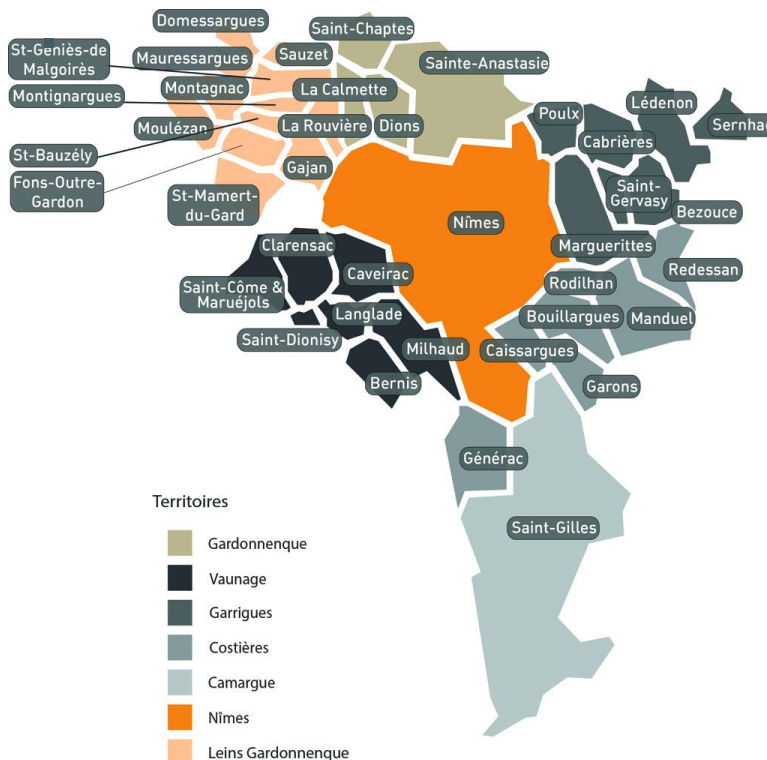 Domessargues
Saint-Chaptes
St-Geniès-de
Malgoirès
Mauressargues
Sauzet
Sainte-Anastasie
Montagnac
La Calmette
Montignargues
Lédenon
Poulx
Sernhac
Moulézan
La Rouvière
Dions
Cabrières
St-Bauzély
Gajan
Fons-Outre-
Gardon
St-Mamert-
du-Gard
Saint-
Gervasy
Bezouce
Nîmes
Clarensac
Marguerittes
Caveirac
Redessan
Saint-Côme &
Maruéjols
Rodilhan
Langlade
Bouillargues
Manduel
Saint-Dionisy
Milhaud
Caissargues
Bernis
Garons
Générac
Saint-Gilles
Territoires
Gardonnenque
Vaunage
Garrigues
Costières
Camargue
Nîmes
Leins Gardonnenque